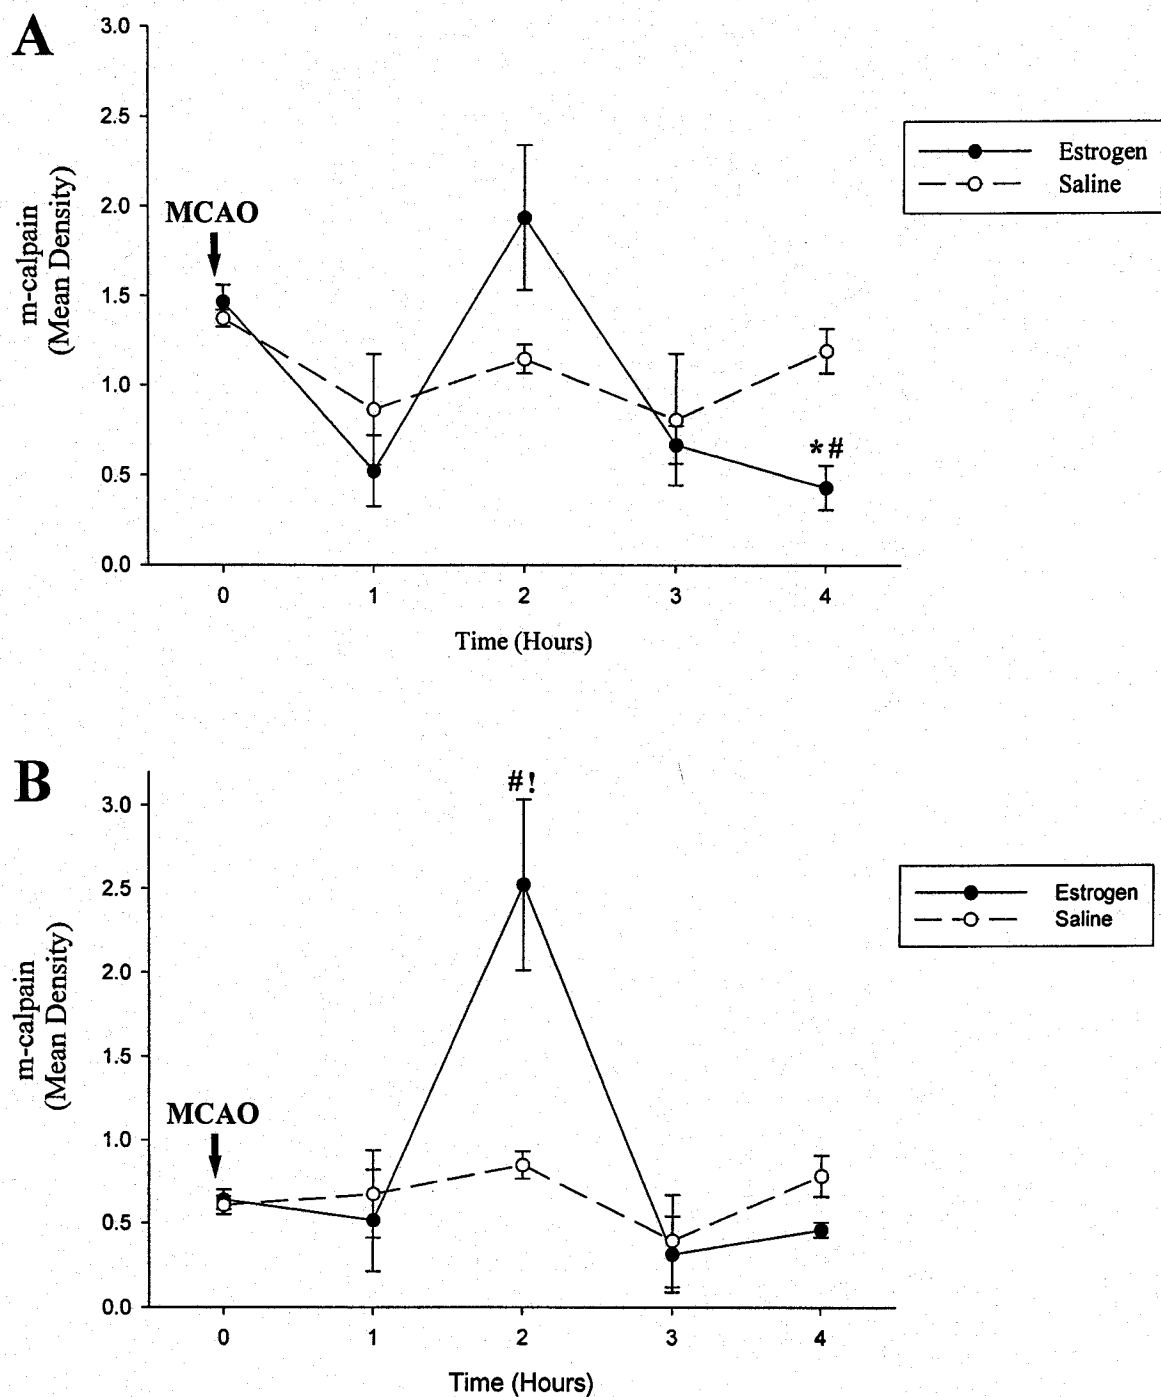 A
3.0
2.5
2.0
1.5
1.0
0.5
0.0
m-calpain
(Mean Density)
MCAO
Estrogen
Saline
*#
0 1 2 3 4
Time (Hours)
B
#!
3.0
2.5
2.0
1.5
1.0
0.5
0.0
m-calpain
(Mean Density)
MCAO
Estrogen
Saline
0 1 2 3 4
Time (Hours)